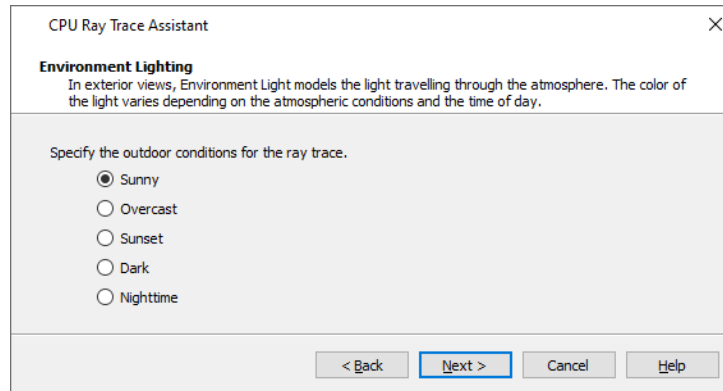 CPU Ray Trace Assistant
Environment Lighting
In exterior views, Environment Light models the light travelling through the atmosphere. The color of
the light varies depending on the atmospheric conditions and the time of day.
Specify the outdoor conditions for the ray trace.
Sunny
Overcast
Sunset
Dark
Nighttime
< Back Next > Cancel Help